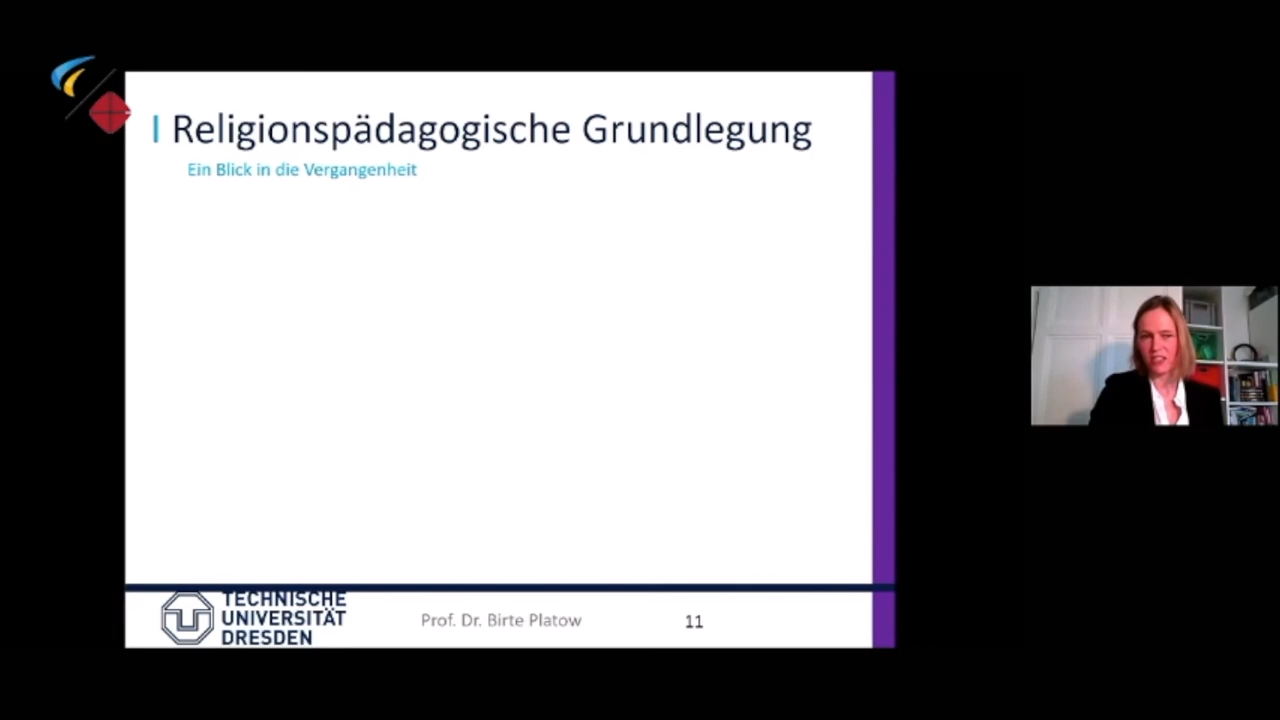 I Religionspädagogische Grundlegung
Ein Blick in die Vergangenheit
TECHNISCHE
UNIVERSITÄT
DRESDEN
Prof. Dr. Birte Platow
11